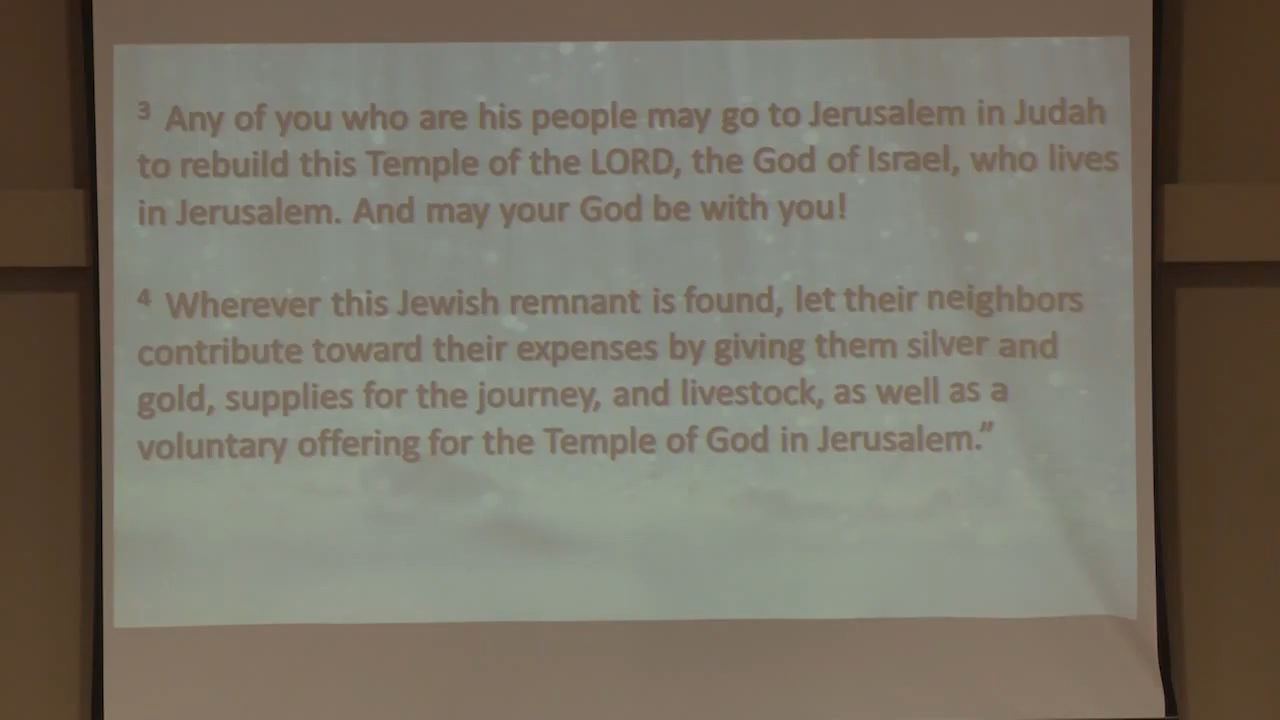 3 Any of you who are his people may go to Jerusalem in Judah
to rebuild this Temple of the LORD, the God of Israel, who lives
in Jerusalem. And may your God be with you!
4 Wherever this Jewish remnant is found, let their neighbors
contribute toward their expenses by giving them silver and
gold, supplies for the journey, and livestock, as well as a
voluntary offering for the Temple of God in Jerusalem.”